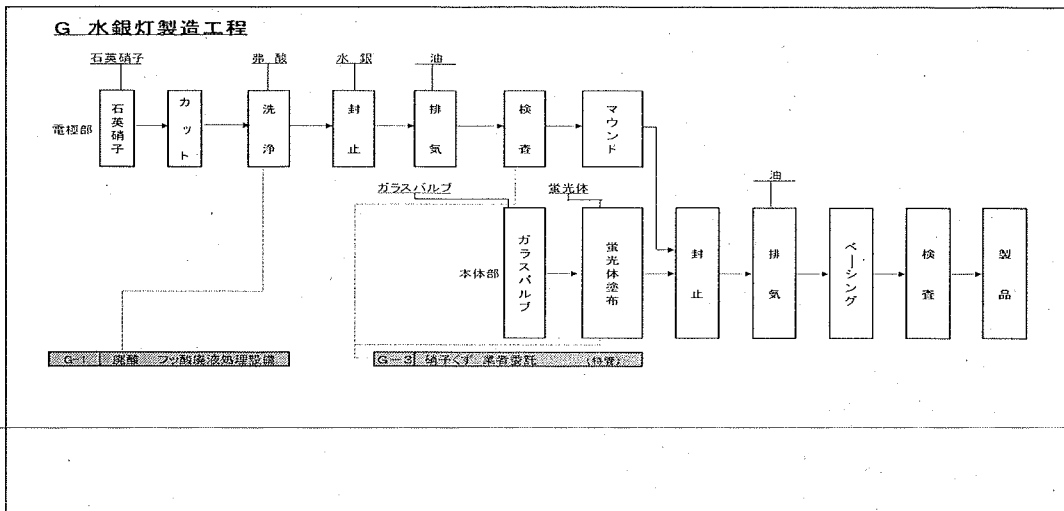 G 水銀灯製造工程
石英硝子
弗酸
水銀
油
電極部
石英硝子
カット
洗浄
封止
排気
検査
マウンド
ガラスバルブ
蛍光体
油
本体部
ガラスバルブ
蛍光体塗布
封止
排気
ベーシング
検査
製品
G-1 廃酸 フッ酸廃液処理整備
G-3 硝子くず 業者委託 (特管)